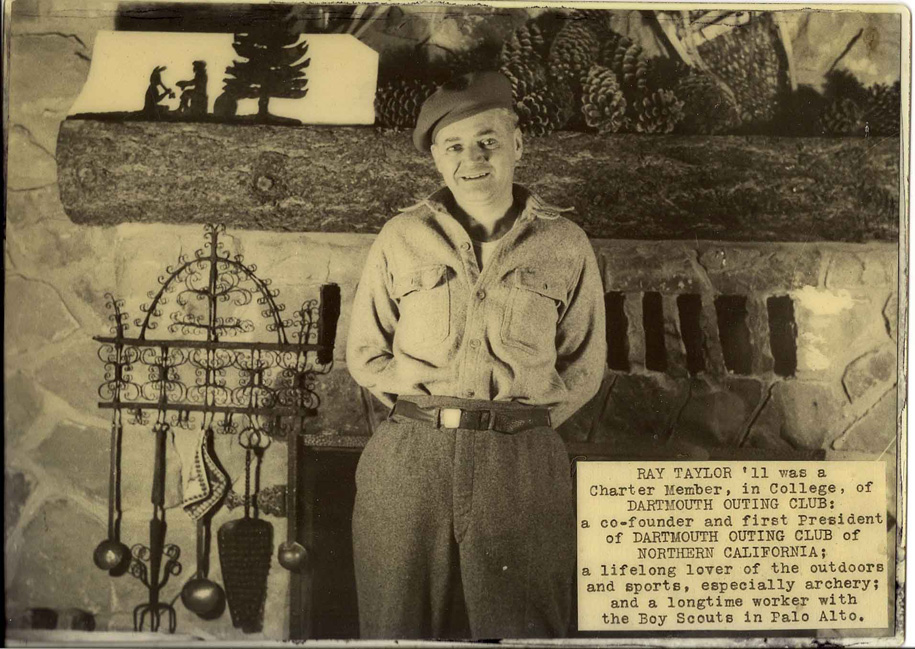 RAY TAYLOR '11 was a
Charter Member, in College, of
DARTMOUTH OUTING CLUB:
a co-founder and first President
of DARTMOUTH OUTING CLUB of
NORTHERN CALIFORNIA;
a lifelong lover of the outdoors
and sports, especially archery;
and a longtime worker with
the Boy Scouts in Palo Alto.